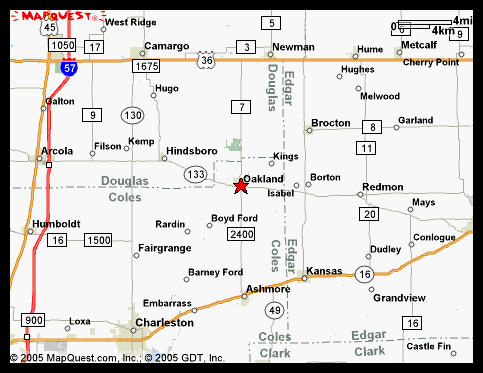 MAPQUEST®
45
West Ridge
5
0 4mi
0 6 4km
9
1050
17
Camargo
3
Newman
Hume
Metcalf
Cherry Point
57
1675
36
Hughes
Edgar
Douglas
Hugo
Melwood
Galton
7
9
130
Brocton
8
Garland
Arcola
Filson
Kemp
Hindsboro
11
Kings
133
Oakland
Borton
Isabel
Redmon
Douglas
Coles
Mays
20
Humboldt
Rardin
Boyd Ford
16
1500
2400
Conlogue
Fairgrange
Edgar
Coles
Dudley
Barney Ford
Kansas
16
Ashmore
Grandview
Embarrass
49
900
Loxa
Charleston
16
Coles
Clark
Edgar
Clark
Castle Fin
© 2005 MapQuest.com, Inc.; © 2005 GDT, Inc.